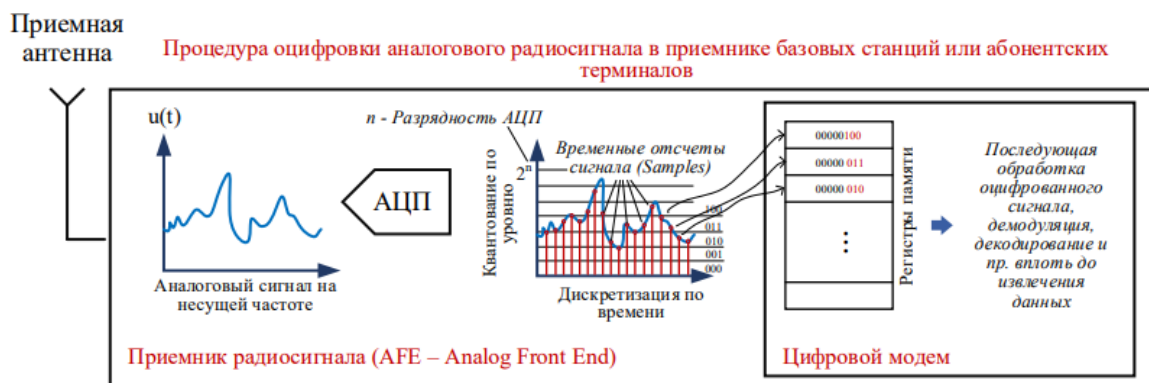 Приемная
антенна
Процедура оцифровки аналогового радиосигнала в приемнике базовых станций или абонентских
терминалов
u(t)
Аналоговый сигнал на
несущей частоте
АЦП
n - Разрядность АЦП
2ⁿ
Квантование по
уровню
Временные отсчеты
сигнала (Samples)
100
011
010
001
000
Дискретизация по
времени
00000100
00000 011
00000 010
⋮
Регистры памяти
Последующая
обработка
оцифрованного
сигнала,
демодуляция,
декодирование и
пр. вплоть до
извлечения
данных
Приемник радиосигнала (AFE – Analog Front End)
Цифровой модем